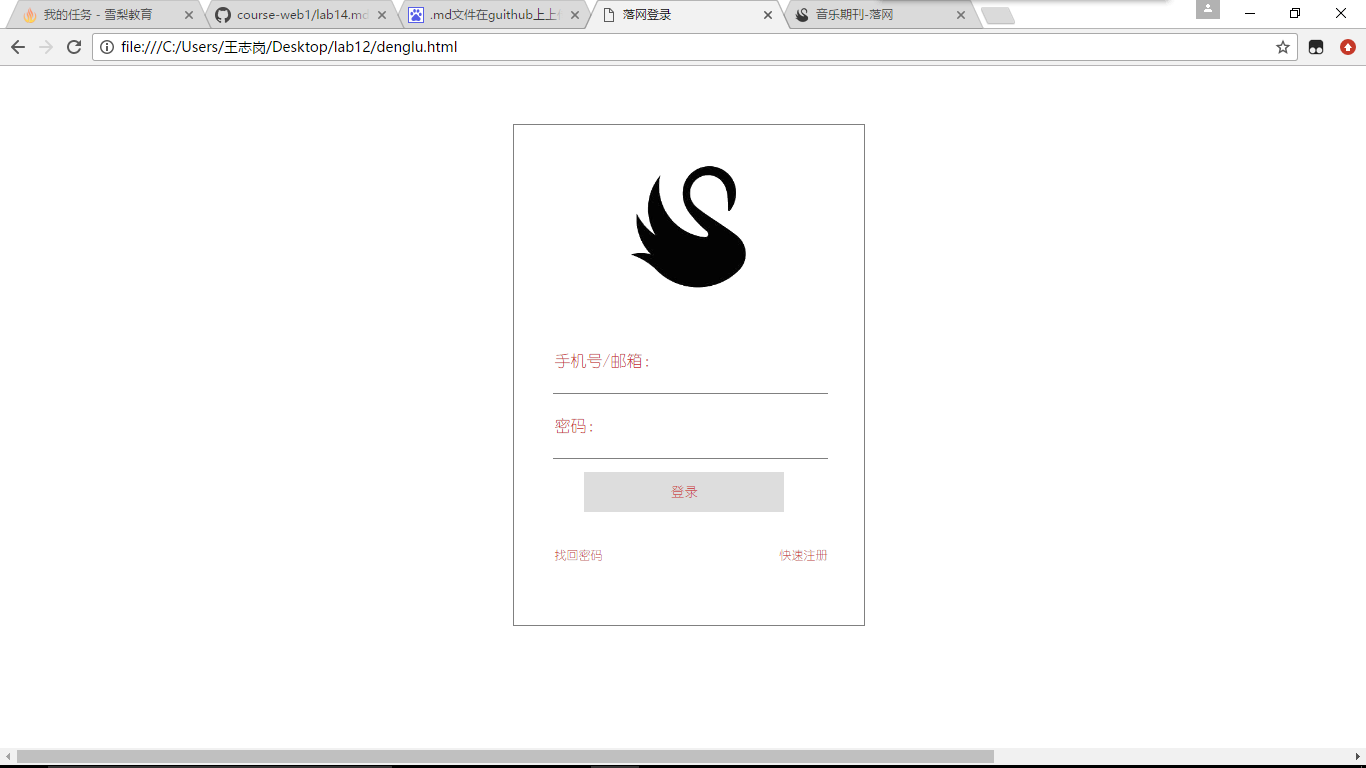 我的任务 - 雪梨教育
course-web1/lab14.md
.md文件在guithub上上
落网登录
音乐期刊-落网
file:///C:/Users/王志岗/Desktop/lab12/denglu.html
手机号/邮箱：
密码：
登录
找回密码 快速注册